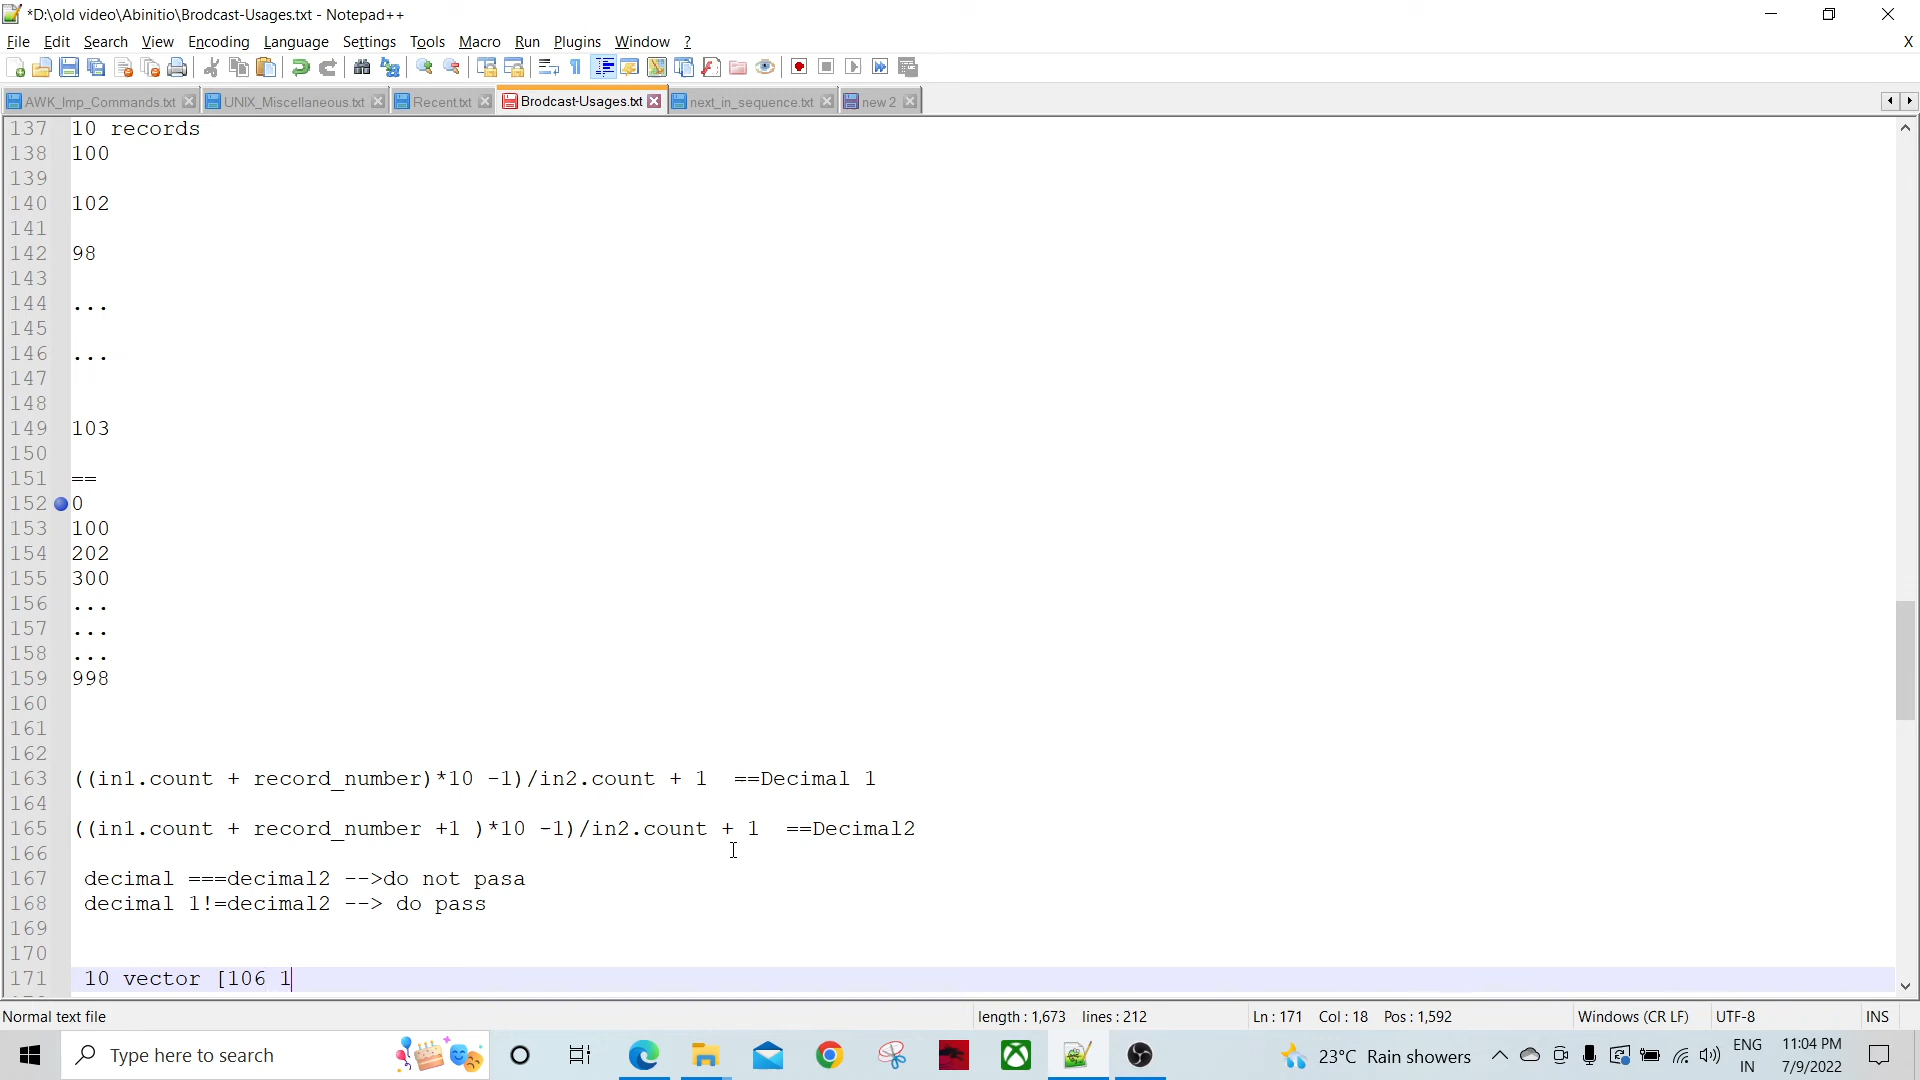 *D:\old video\Abinitio\Brodcast-Usages.txt - Notepad++
File Edit Search View Encoding Language Settings Tools Macro Run Plugins Window ? X
AWK_Imp_Commands.txt UNIX_Miscellaneous.txt Recent.txt Brodcast-Usages.txt next_in_sequence.txt new 2
137 10 records
138 100
139
140 102
141
142 98
143
144 ...
145
146 ...
147
148
149 103
150
151 ==
152 0
153 100
154 202
155 300
156 ...
157 ...
158 ...
159 998
160
161
162
163 ((in1.count + record_number)*10 -1)/in2.count + 1  ==Decimal 1
164
165 ((in1.count + record_number +1 )*10 -1)/in2.count + 1  ==Decimal2
166
167 decimal ===decimal2 -->do not pasa
168 decimal 1!=decimal2 --> do pass
169
170
171 10 vector [106 1
Normal text file length : 1,673 lines : 212 Ln : 171 Col : 18 Pos : 1,592 Windows (CR LF) UTF-8 INS
Type here to search 23°C Rain showers ENG IN 11:04 PM 7/9/2022